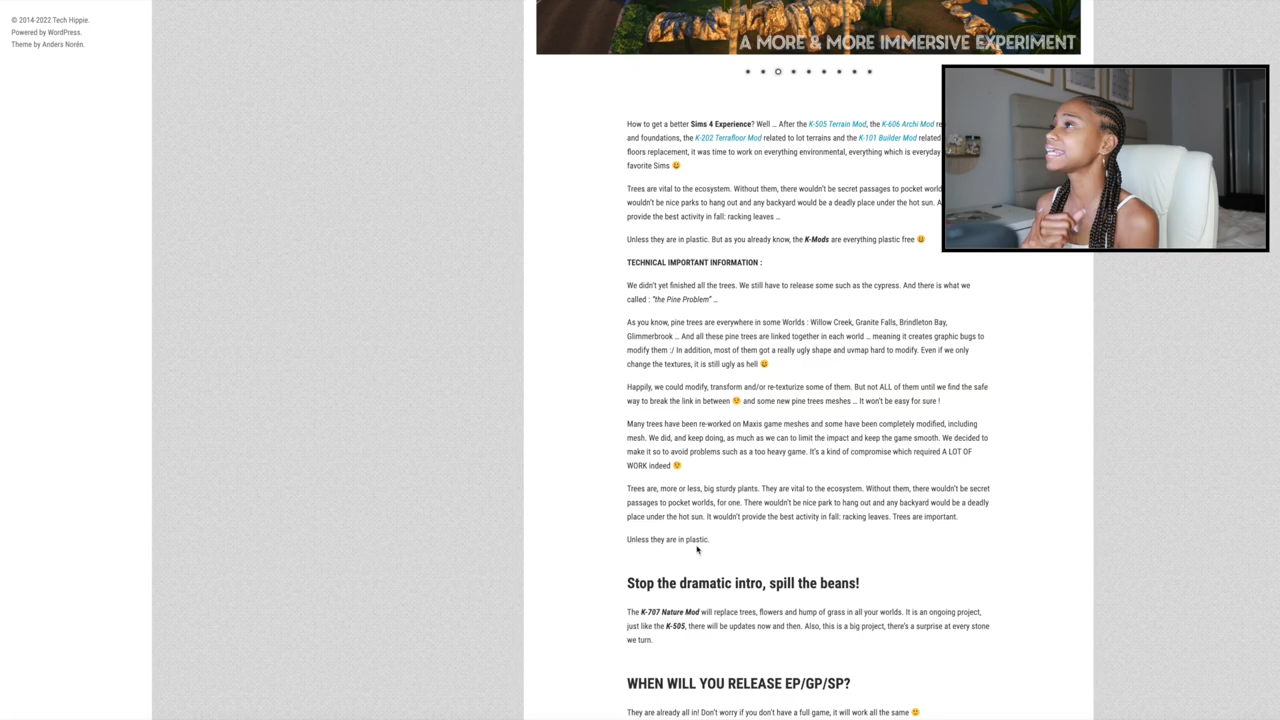 © 2014-2022 Tech Hippie.
Powered by WordPress.
Theme by Anders Norén.
A MORE & MORE IMMERSIVE EXPERIMENT
How to get a better Sims 4 Experience? Well ... After the K-505 Terrain Mod, the K-606 Archi Mod
and foundations, the K-202 Terrafloor Mod related to lot terrains and the K-101 Builder Mod related
floors replacement, it was time to work on everything environmental, everything which is everyday
favorite Sims 😀
Trees are vital to the ecosystem. Without them, there wouldn't be secret passages to pocket
wouldn't be nice parks to hang out and any backyard would be a deadly place under the hot sun.
provide the best activity in fall: racking leaves ...
Unless they are in plastic. But as you already know, the K-Mods are everything plastic free 😀
TECHNICAL IMPORTANT INFORMATION :
We didn't yet finished all the trees. We still have to release some such as the cypress. And there is what we
called : "the Pine Problem" ...
As you know, pine trees are everywhere in some Worlds : Willow Creek, Granite Falls, Brindleton Bay,
Glimmerbrook ... And all these pine trees are linked together in each world ... meaning it creates graphic bugs to
modify them :/ In addition, most of them got a really ugly shape and uvmap hard to modify. Even if we only
change the textures, it is still ugly as hell 😀
Happily, we could modify, transform and/or re-texturize some of them. But not ALL of them until we find the safe
way to break the link in between 😉 and some new pine trees meshes ... It won't be easy for sure !
Many trees have been re-worked on Maxis game meshes and some have been completely modified, including
mesh. We did, and keep doing, as much as we can to limit the impact and keep the game smooth. We decided to
make it so to avoid problems such as a too heavy game. It's a kind of compromise which required A LOT OF
WORK indeed 😉
Trees are, more or less, big sturdy plants. They are vital to the ecosystem. Without them, there wouldn't be secret
passages to pocket worlds, for one. There wouldn't be nice park to hang out and any backyard would be a deadly
place under the hot sun. It wouldn't provide the best activity in fall: racking leaves. Trees are important.
Unless they are in plastic.
Stop the dramatic intro, spill the beans!
The K-707 Nature Mod will replace trees, flowers and hump of grass in all your worlds. It is an ongoing project,
just like the K-505, there will be updates now and then. Also, this is a big project, there's a surprise at every stone
we turn.
WHEN WILL YOU RELEASE EP/GP/SP?
They are already all in! Don't worry if you don't have a full game, it will work all the same 🙂